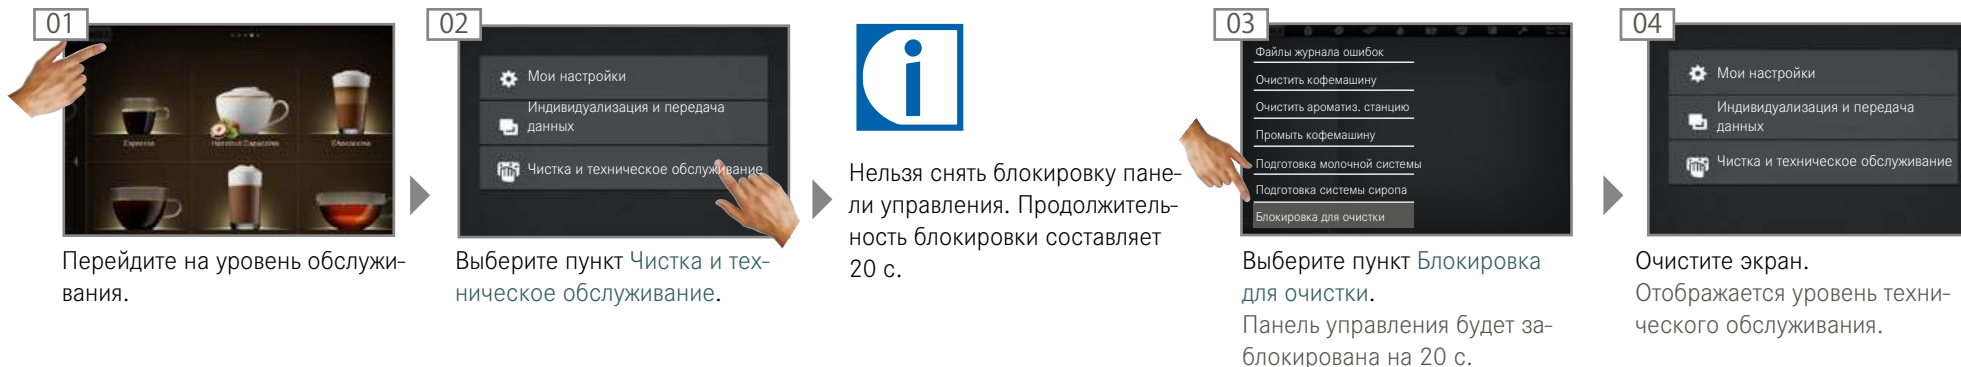 01
Espresso
Hazelnut Cappuccino
Перейдите на уровень обслужи-
вания.
02
Мои настройки
Индивидуализация и передача
данных
Чистка и техническое обслуживание
Выберите пункт Чистка и тех-
ническое обслуживание.
i
Нельзя снять блокировку пане-
ли управления. Продолжитель-
ность блокировки составляет
20 с.
03
Файлы журнала ошибок
Очистить кофемашину
Очистить ароматиз. станцию
Промыть кофемашину
Подготовка молочной системы
Подготовка системы сиропа
Блокировка для очистки
Выберите пункт Блокировка
для очистки.
Панель управления будет за-
блокирована на 20 с.
04
Мои настройки
Индивидуализация и передача
данных
Чистка и техническое обслуживание
Очистите экран.
Отображается уровень техни-
ческого обслуживания.